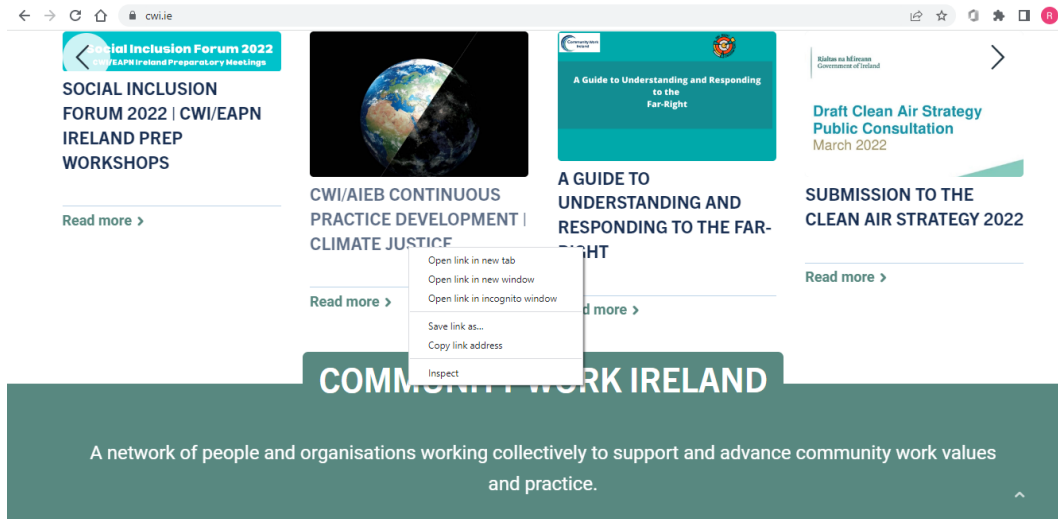 cwi.ie
R
Social Inclusion Forum 2022
CWI/EAPN Ireland Preparatory Meetings
SOCIAL INCLUSION
FORUM 2022 | CWI/EAPN
IRELAND PREP
WORKSHOPS
Read more >
CWI/AIEB CONTINUOUS
PRACTICE DEVELOPMENT |
CLIMATE JUSTICE
Read more >
Community Work
Ireland
A Guide to Understanding and Responding
to the
Far-Right
A GUIDE TO
UNDERSTANDING AND
RESPONDING TO THE FAR-
RIGHT
Read more >
Rialtas na hÉireann
Government of Ireland
Draft Clean Air Strategy
Public Consultation
March 2022
SUBMISSION TO THE
CLEAN AIR STRATEGY 2022
Read more >
Open link in new tab
Open link in new window
Open link in incognito window
Save link as...
Copy link address
Inspect
COMMUNITY WORK IRELAND
A network of people and organisations working collectively to support and advance community work values
and practice.